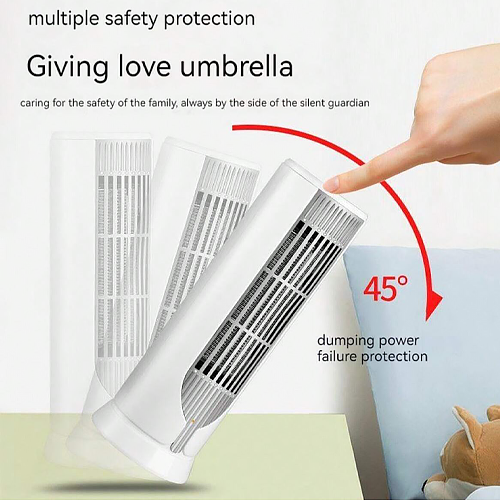 multiple safety protection
Giving love umbrella
caring for the safety of the family, always by the side of the silent guardian
45°
dumping power
failure protection